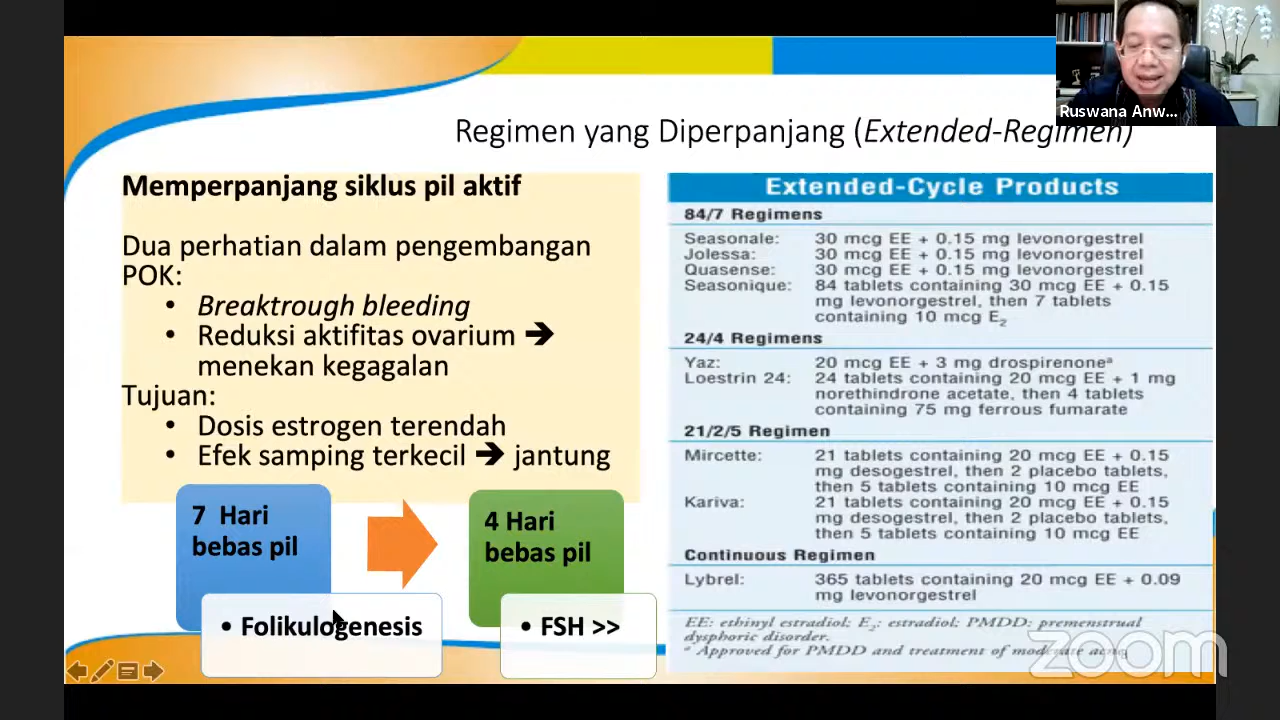 Ruswana Anw...
Regimen yang Diperpanjang (Extended-Regimen)
Memperpanjang siklus pil aktif
Dua perhatian dalam pengembangan
POK:
• Breaktrough bleeding
• Reduksi aktifitas ovarium ➔
menekan kegagalan
Tujuan:
• Dosis estrogen terendah
• Efek samping terkecil ➔ jantung
7 Hari
bebas pil
• Folikulogenesis
4 Hari
bebas pil
• FSH >>
Extended-Cycle Products
84/7 Regimens
Seasonale: 30 mcg EE + 0.15 mg levonorgestrel
Jolessa: 30 mcg EE + 0.15 mg levonorgestrel
Quasense: 30 mcg EE + 0.15 mg levonorgestrel
Seasonique: 84 tablets containing 30 mcg EE + 0.15
mg levonorgestrel, then 7 tablets
containing 10 mcg E₂
24/4 Regimens
Yaz: 20 mcg EE + 3 mg drospirenoneᵃ
Loestrin 24: 24 tablets containing 20 mcg EE + 1 mg
norethindrone acetate, then 4 tablets
containing 75 mg ferrous fumarate
21/2/5 Regimen
Mircette: 21 tablets containing 20 mcg EE + 0.15
mg desogestrel, then 2 placebo tablets,
then 5 tablets containing 10 mcg EE
Kariva: 21 tablets containing 20 mcg EE + 0.15
mg desogestrel, then 2 placebo tablets,
then 5 tablets containing 10 mcg EE
Continuous Regimen
Lybrel: 365 tablets containing 20 mcg EE + 0.09
mg levonorgestrel
EE: ethinyl estradiol; E₂: estradiol; PMDD: premenstrual
dysphoric disorder.
ᵃ Approved for PMDD and treatment of moderate acne
zoom